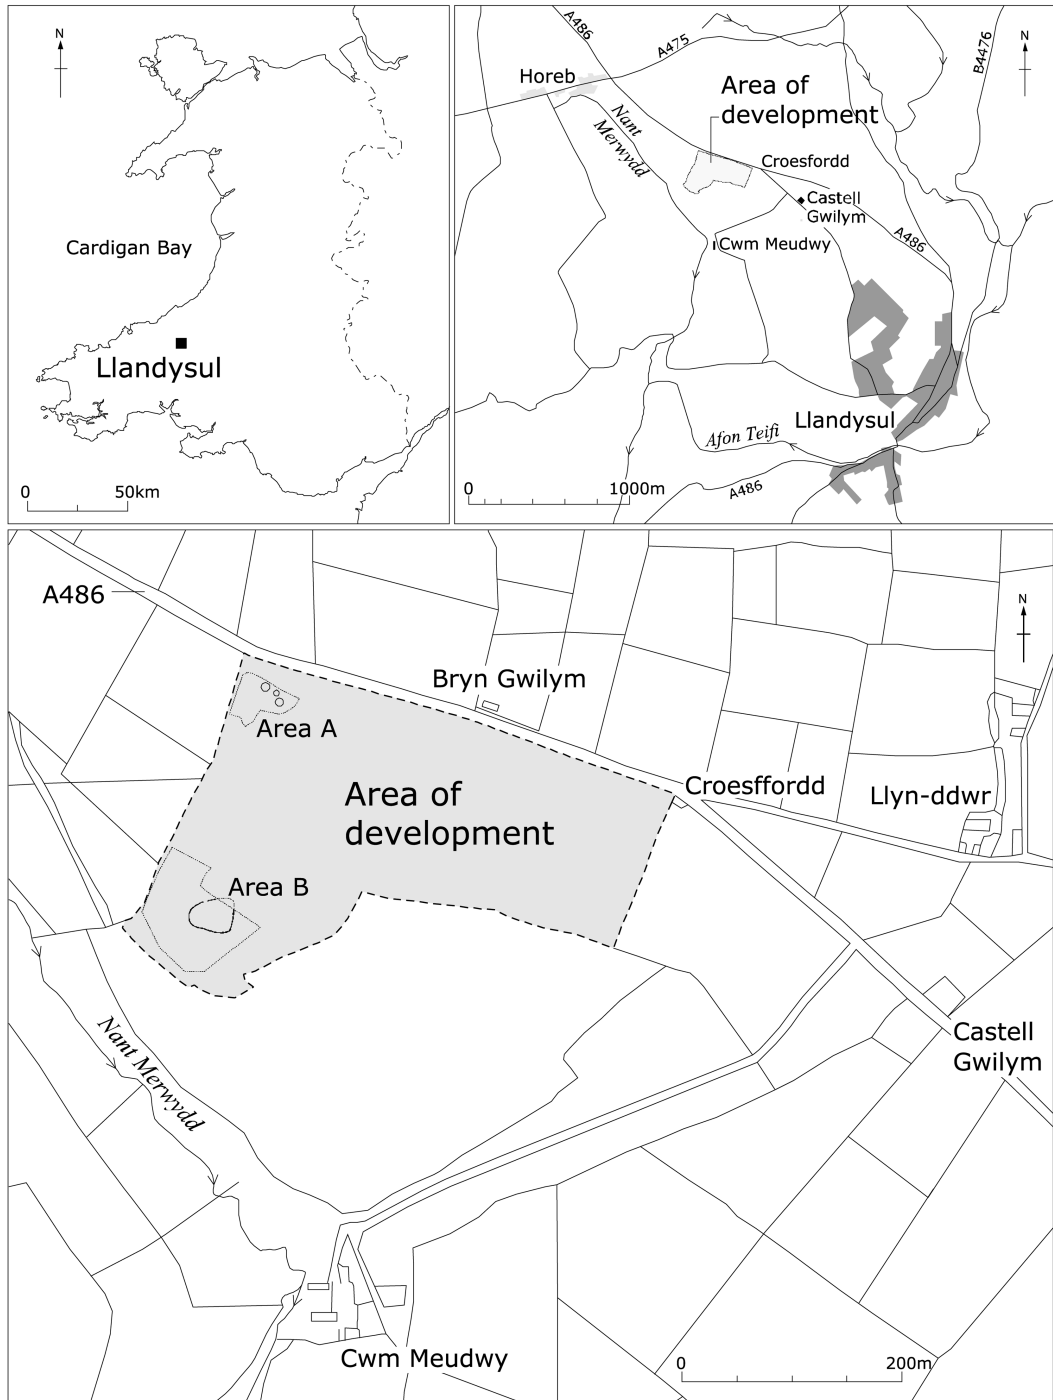 N
Cardigan Bay
Llandysul
0 50km
A486
A475
B4476
N
Horeb
Area of
development
Nant
Merwydd
Croesfordd
Castell
Gwilym
A486
Cwm Meudwy
Llandysul
Afon Teifi
0 1000m
A486
A486
N
Bryn Gwilym
Area A
Area of
development
Croesffordd
Llyn-ddwr
Area B
Nant Merwydd
Castell
Gwilym
Cwm Meudwy
0 200m